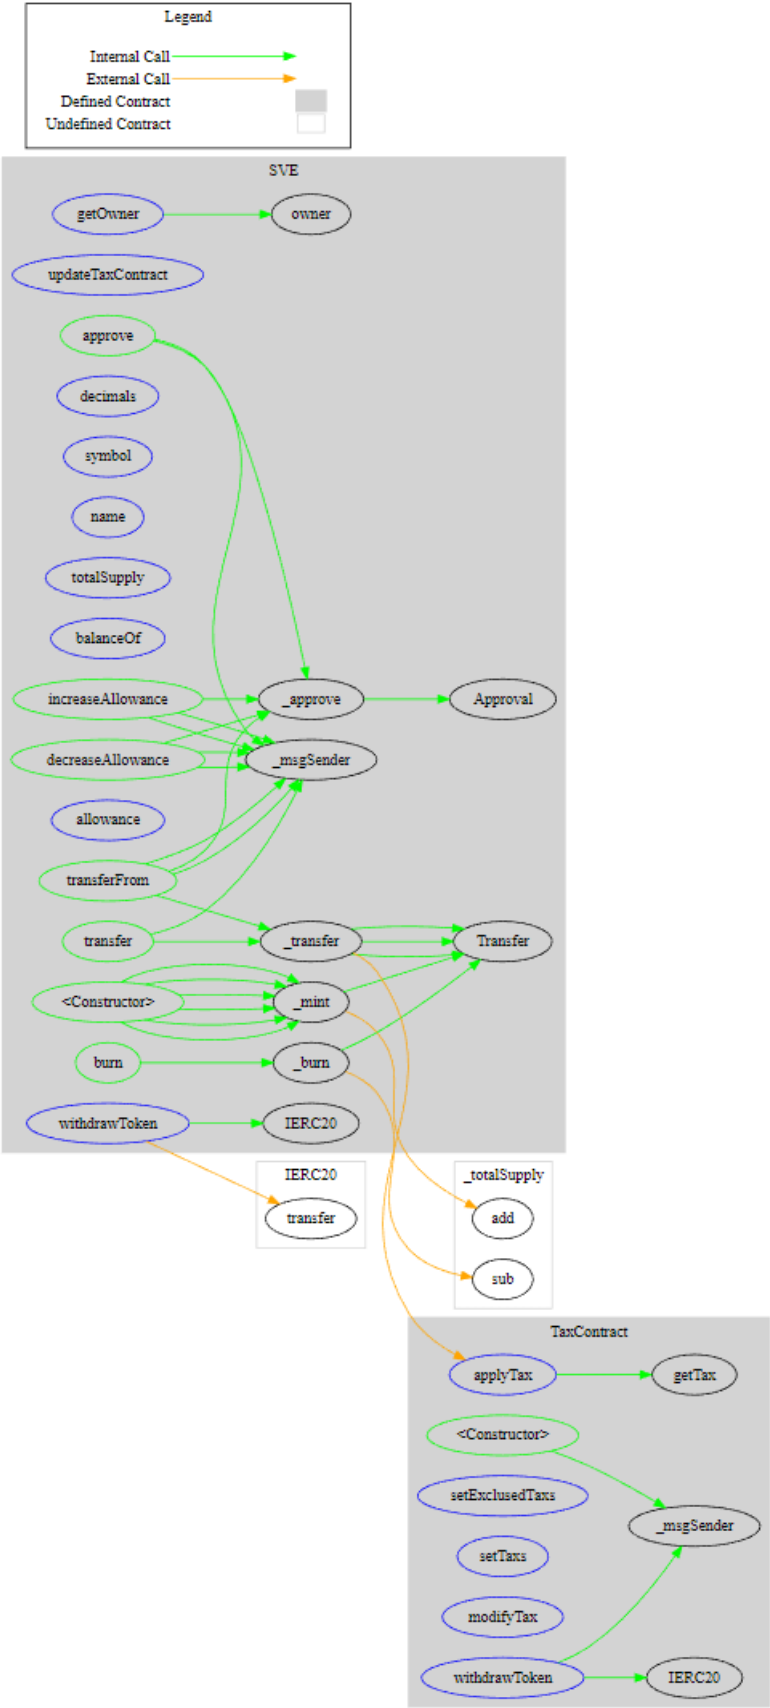 Legend
Internal Call
External Call
Defined Contract
Undefined Contract
SVE
getOwner
owner
updateTaxContract
approve
decimals
symbol
name
totalSupply
balanceOf
increaseAllowance
_approve
Approval
decreaseAllowance
_msgSender
allowance
transferFrom
transfer
_transfer
Transfer
<Constructor>
_mint
burn
_burn
withdrawToken
IERC20
IERC20
transfer
_totalSupply
add
sub
TaxContract
applyTax
getTax
<Constructor>
setExclusedTaxs
_msgSender
setTaxs
modifyTax
withdrawToken
IERC20